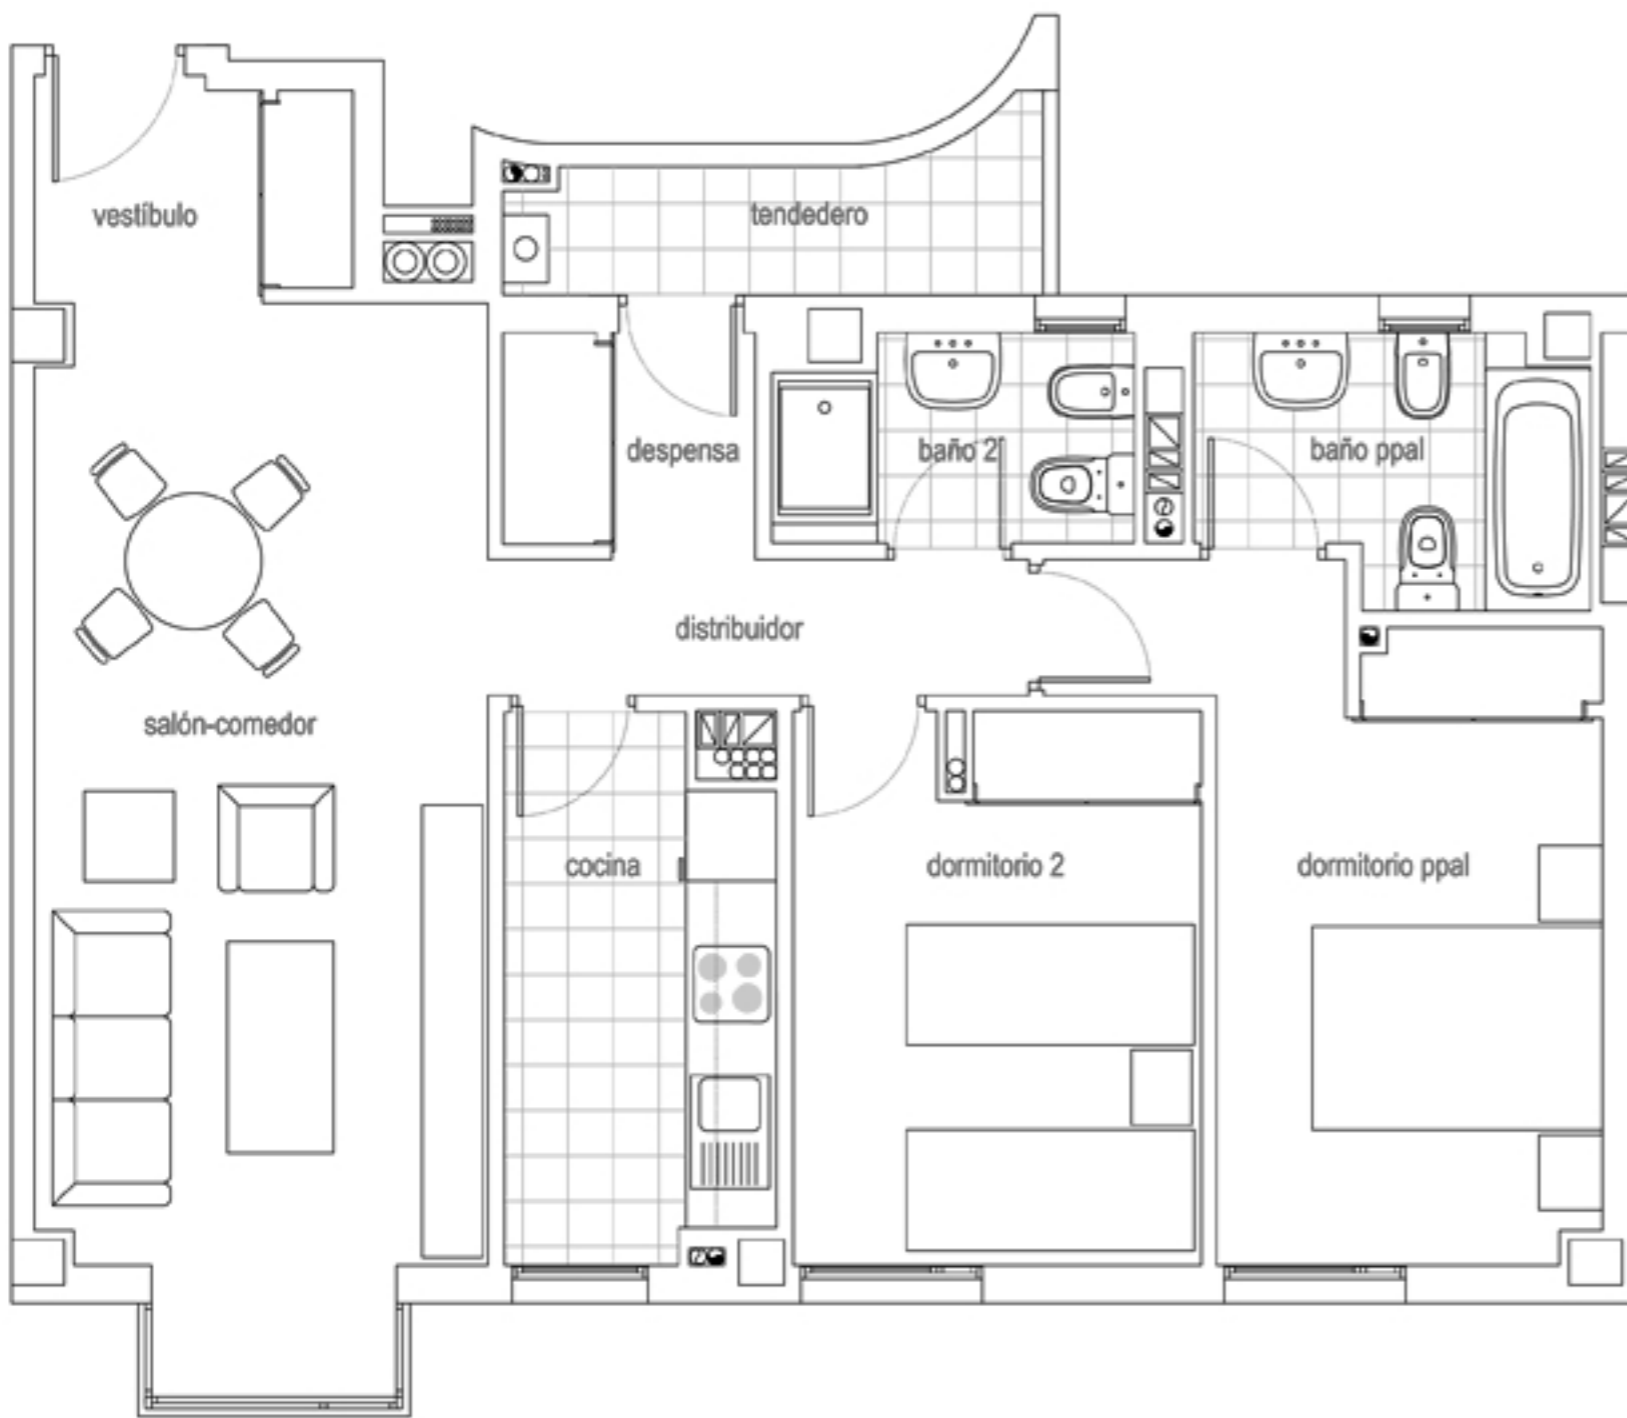 vestíbulo
tendedero
despensa
baño 2
baño ppal
distribuidor
salón-comedor
cocina
dormitorio 2
dormitorio ppal